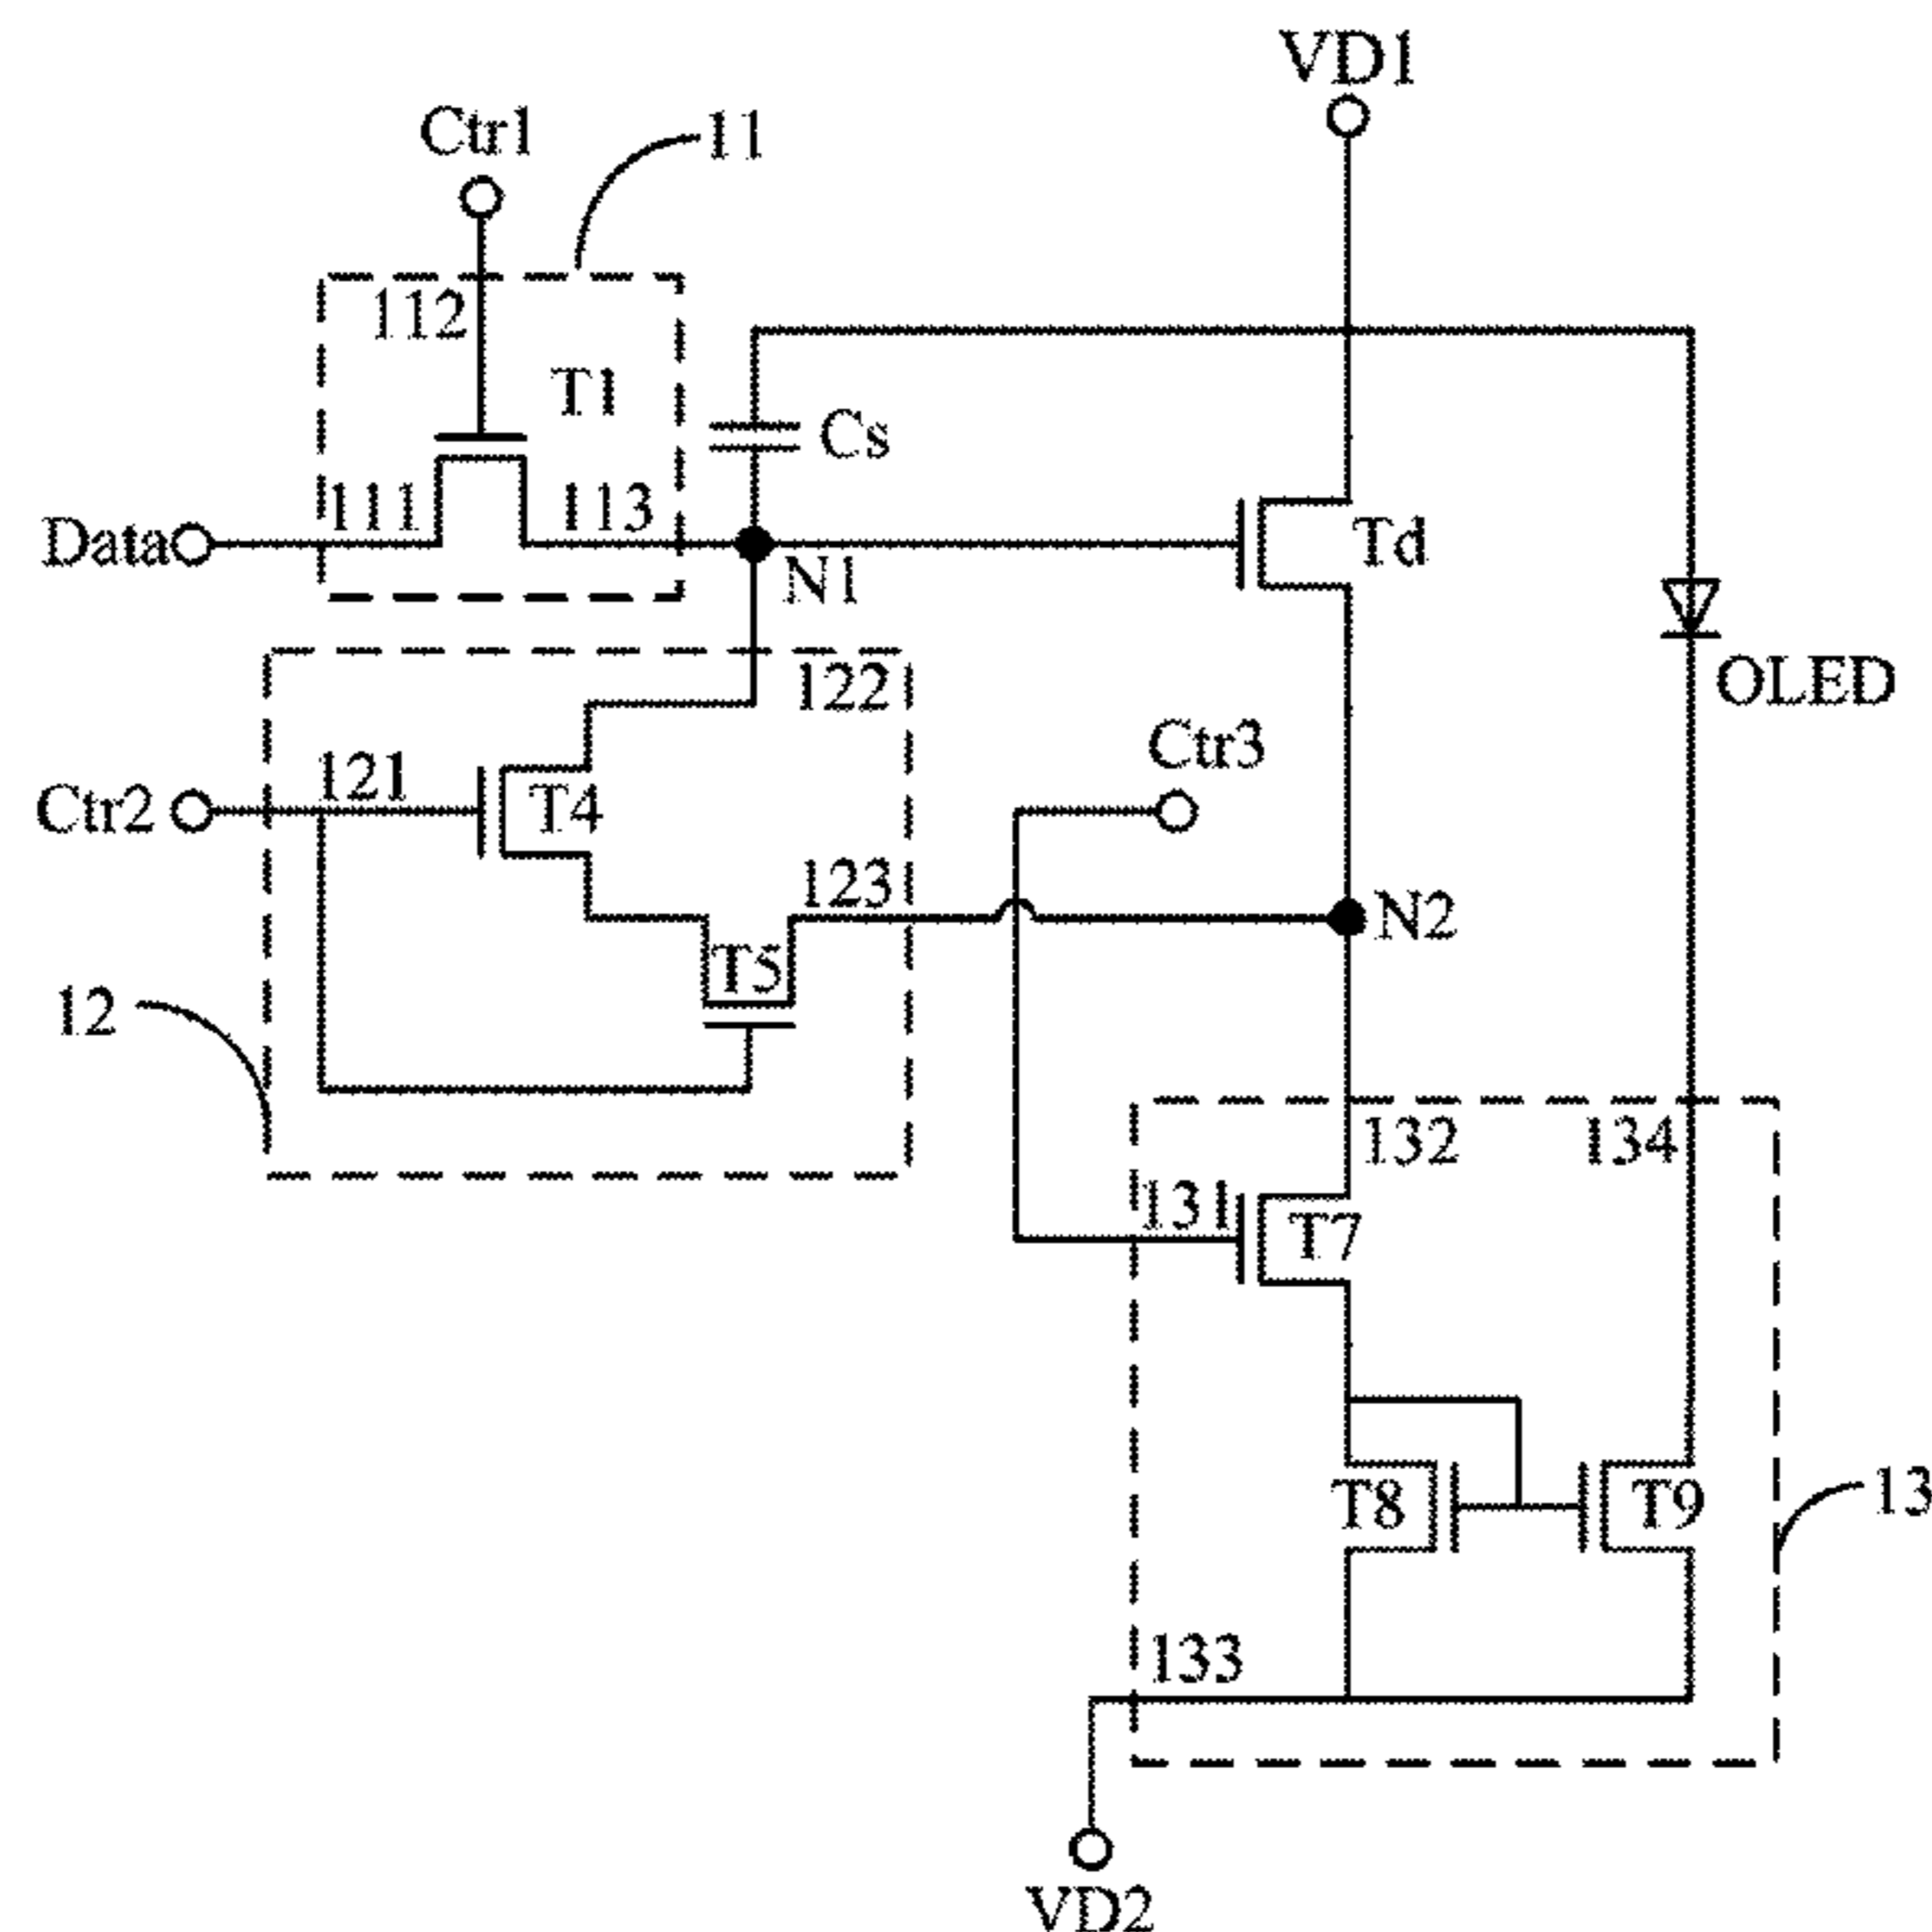 VD1
Ctr1
11
112
T1
Cs
111
113
Data
Td
N1
OLED
122
Ctr3
121
Ctr2
T4
123
N2
T5
12
132
134
131
T7
T8
T9
13
133
VD2